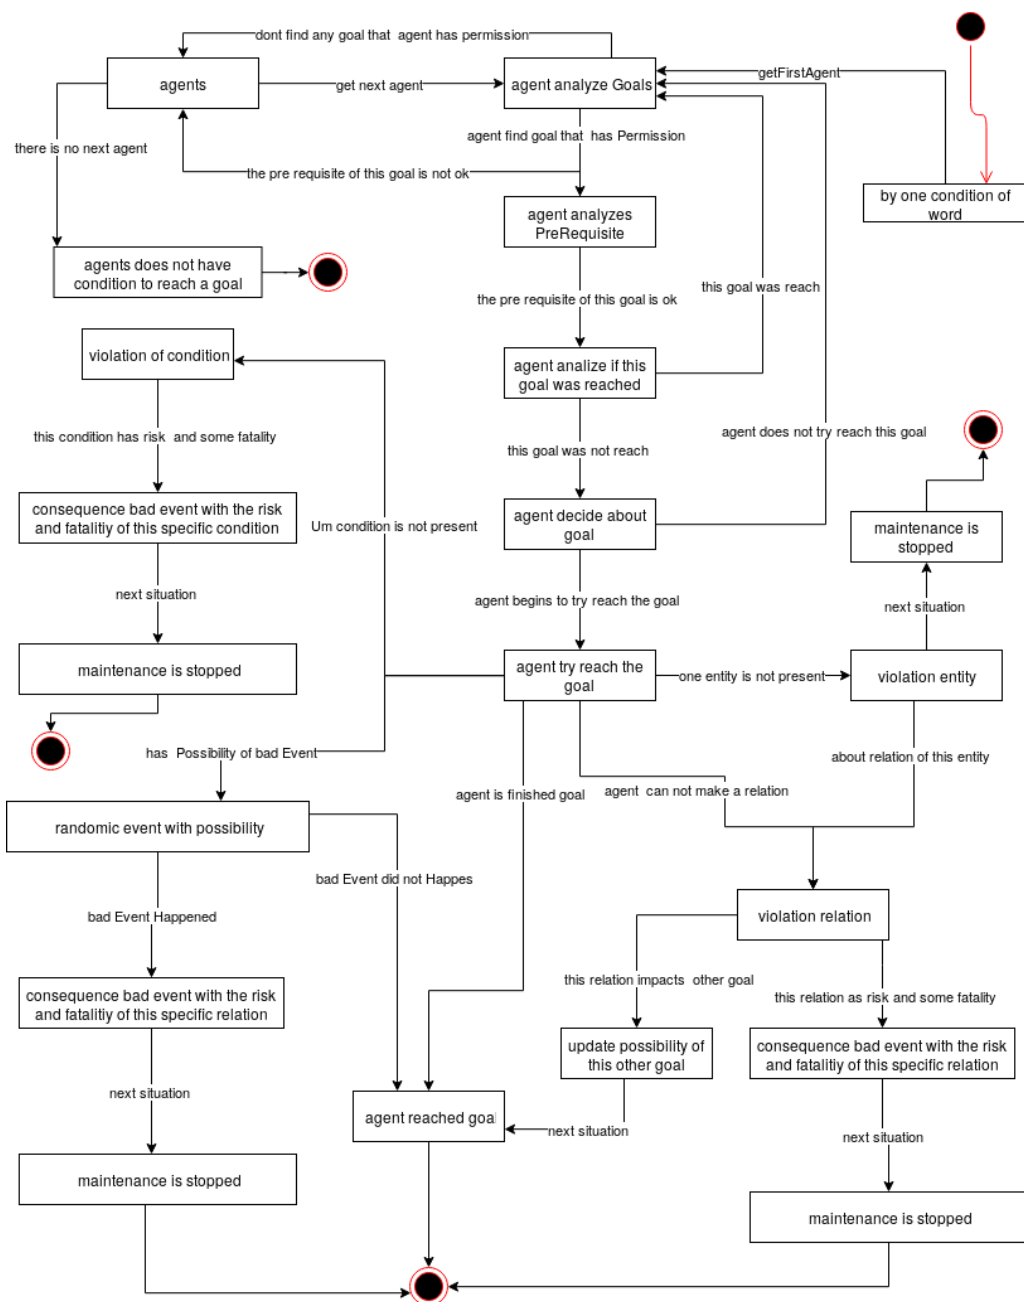 dont find any goal that  agent has permission
agents
get next agent
agent analyze Goals
getFirstAgent
there is no next agent
agent find goal that  has Permission
the pre requisite of this goal is not ok
by one condition of
word
agent analyzes
PreRequisite
agents does not have
condition to reach a goal
the pre requisite of this goal is ok
this goal was reach
violation of condition
agent analize if this
goal was reached
this condition has risk  and some fatality
this goal was not reach
agent does not try reach this goal
consequence bad event with the risk
and fatalitiy of this specific condition
Um condition is not present
agent decide about
goal
maintenance is
stopped
next situation
agent begins to try reach the goal
next situation
maintenance is stopped
agent try reach the
goal
one entity is not present
violation entity
has  Possibility of bad Event
about relation of this entity
agent is finished goal
agent  can not make a relation
randomic event with possibility
bad Event did not Happes
bad Event Happened
violation relation
this relation impacts  other goal
this relation as risk and some fatality
consequence bad event with the risk
and fatalitiy of this specific relation
update possibility of
this other goal
consequence bad event with the risk
and fatalitiy of this specific relation
next situation
agent reached goal
next situation
next situation
maintenance is stopped
maintenance is stopped